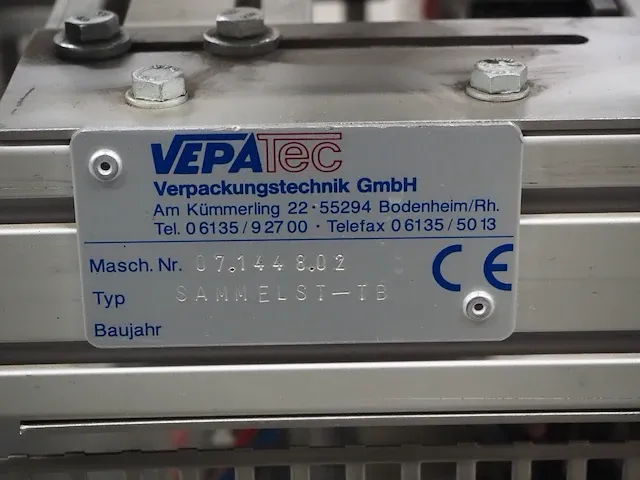 VEPATEC
Verpackungstechnik GmbH
Am Kümmerling 22 · 55294 Bodenheim/Rh.
Tel. 06135/92700 · Telefax 06135/5013
Masch. Nr. 07.1448.02
Typ SAMMELST-TB
Baujahr
CE